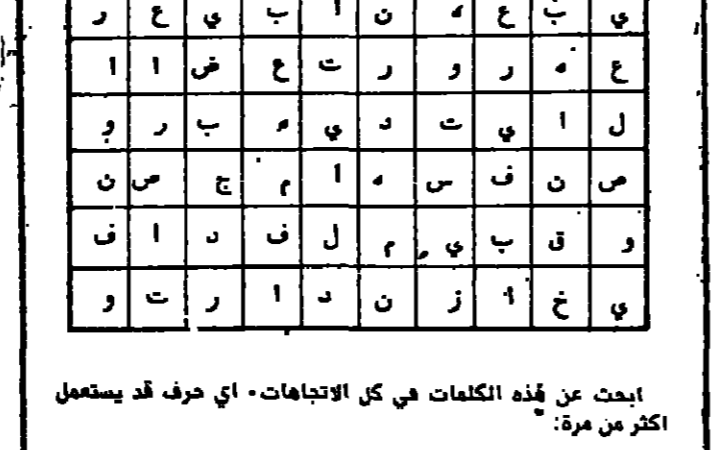 ي ب ع ء ن ا ب ي ع ر
ع ه ر و ر ت ع ض ا ا
ل ا ي ت د ي ه ب ر و
ص ن ف س ه ا م ج ص ن
و ق ب ي م ل ف د ا ف
ي خ ا ز ن د ا ر ت و
ابحث عن هذه الكلمات في كل الاتجاهات. اي حرف قد يستعمل
اكثر من مرة: